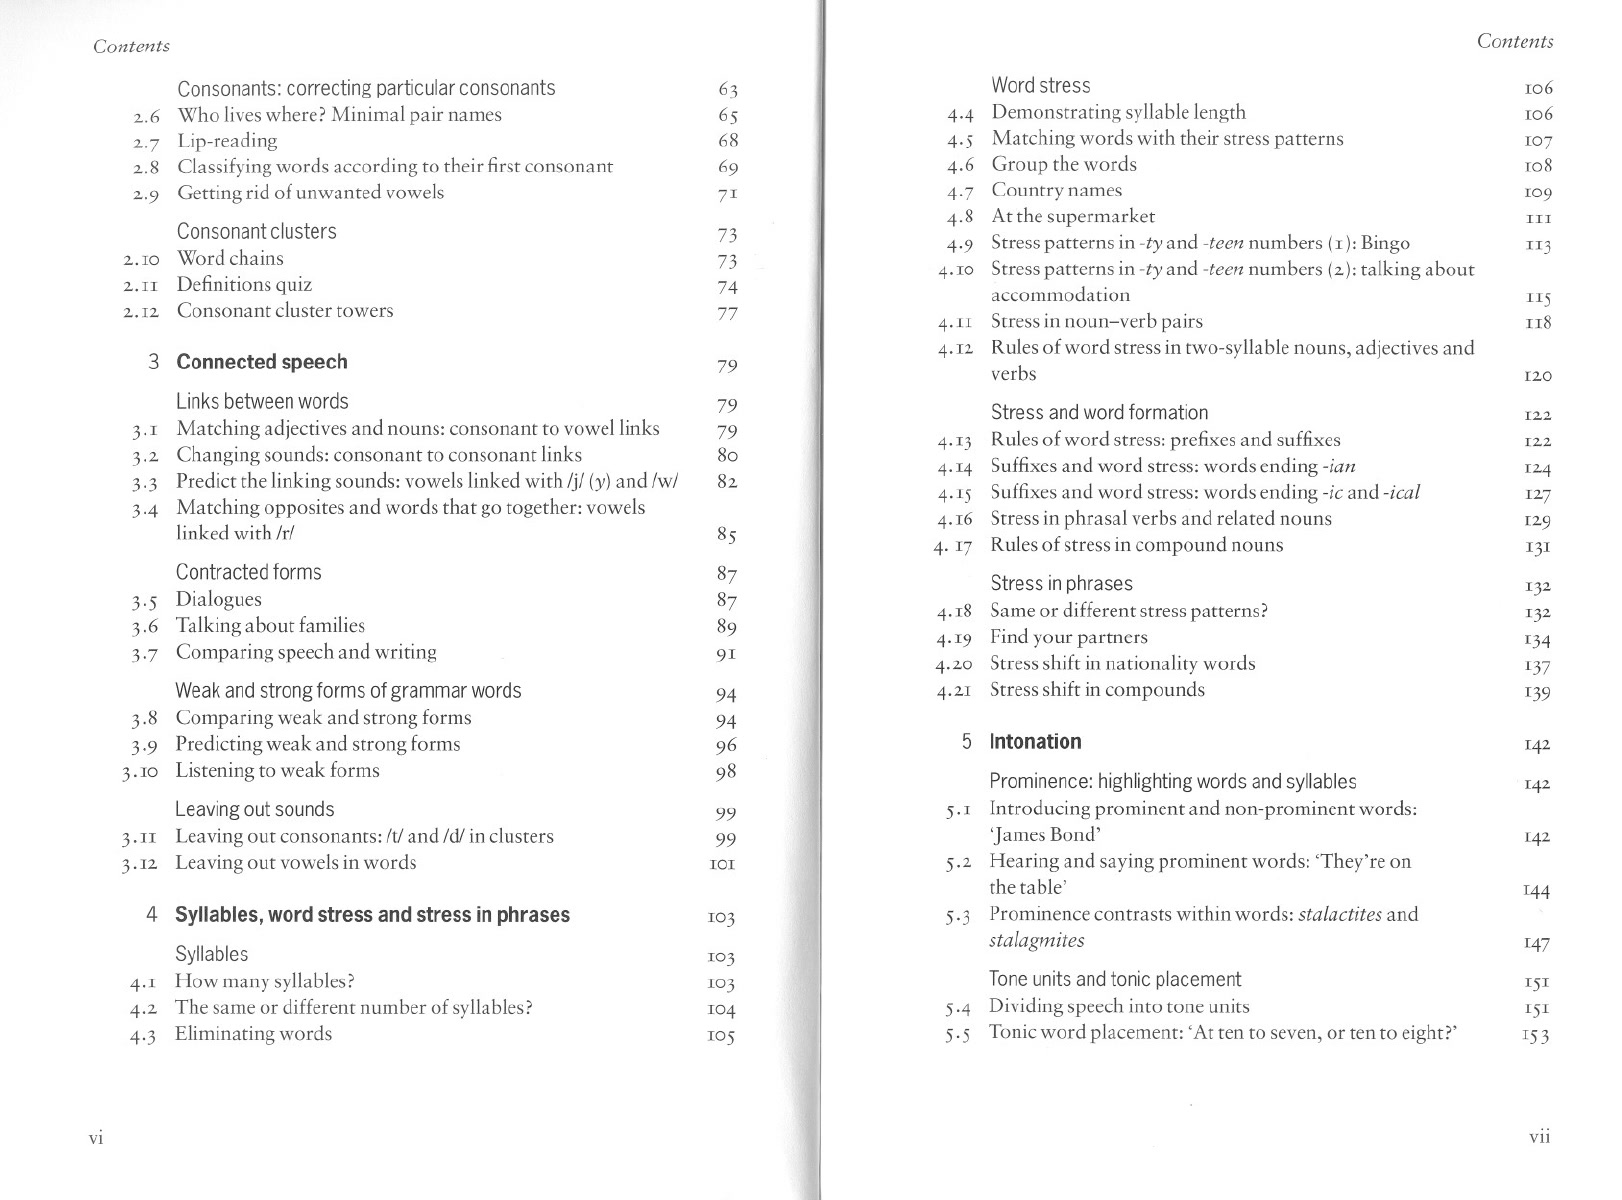 Contents
Consonants: correcting particular consonants 63
2.6 Who lives where? Minimal pair names 65
2.7 Lip-reading 68
2.8 Classifying words according to their first consonant 69
2.9 Getting rid of unwanted vowels 71
Consonant clusters 73
2.10 Word chains 73
2.11 Definitions quiz 74
2.12 Consonant cluster towers 77
3 Connected speech 79
Links between words 79
3.1 Matching adjectives and nouns: consonant to vowel links 79
3.2 Changing sounds: consonant to consonant links 80
3.3 Predict the linking sounds: vowels linked with /j/ (y) and /w/ 82
3.4 Matching opposites and words that go together: vowels
linked with /r/ 85
Contracted forms 87
3.5 Dialogues 87
3.6 Talking about families 89
3.7 Comparing speech and writing 91
Weak and strong forms of grammar words 94
3.8 Comparing weak and strong forms 94
3.9 Predicting weak and strong forms 96
3.10 Listening to weak forms 98
Leaving out sounds 99
3.11 Leaving out consonants: /t/ and /d/ in clusters 99
3.12 Leaving out vowels in words 101
4 Syllables, word stress and stress in phrases 103
Syllables 103
4.1 How many syllables? 103
4.2 The same or different number of syllables? 104
4.3 Eliminating words 105
vi
Contents
Word stress 106
4.4 Demonstrating syllable length 106
4.5 Matching words with their stress patterns 107
4.6 Group the words 108
4.7 Country names 109
4.8 At the supermarket 111
4.9 Stress patterns in -ty and -teen numbers (1): Bingo 113
4.10 Stress patterns in -ty and -teen numbers (2): talking about
accommodation 115
4.11 Stress in noun–verb pairs 118
4.12 Rules of word stress in two-syllable nouns, adjectives and
verbs 120
Stress and word formation 122
4.13 Rules of word stress: prefixes and suffixes 122
4.14 Suffixes and word stress: words ending -ian 124
4.15 Suffixes and word stress: words ending -ic and -ical 127
4.16 Stress in phrasal verbs and related nouns 129
4. 17 Rules of stress in compound nouns 131
Stress in phrases 132
4.18 Same or different stress patterns? 132
4.19 Find your partners 134
4.20 Stress shift in nationality words 137
4.21 Stress shift in compounds 139
5 Intonation 142
Prominence: highlighting words and syllables 142
5.1 Introducing prominent and non-prominent words:
‘James Bond’ 142
5.2 Hearing and saying prominent words: ‘They’re on
the table’ 144
5.3 Prominence contrasts within words: stalactites and
stalagmites 147
Tone units and tonic placement 151
5.4 Dividing speech into tone units 151
5.5 Tonic word placement: ‘At ten to seven, or ten to eight?’ 153
vii